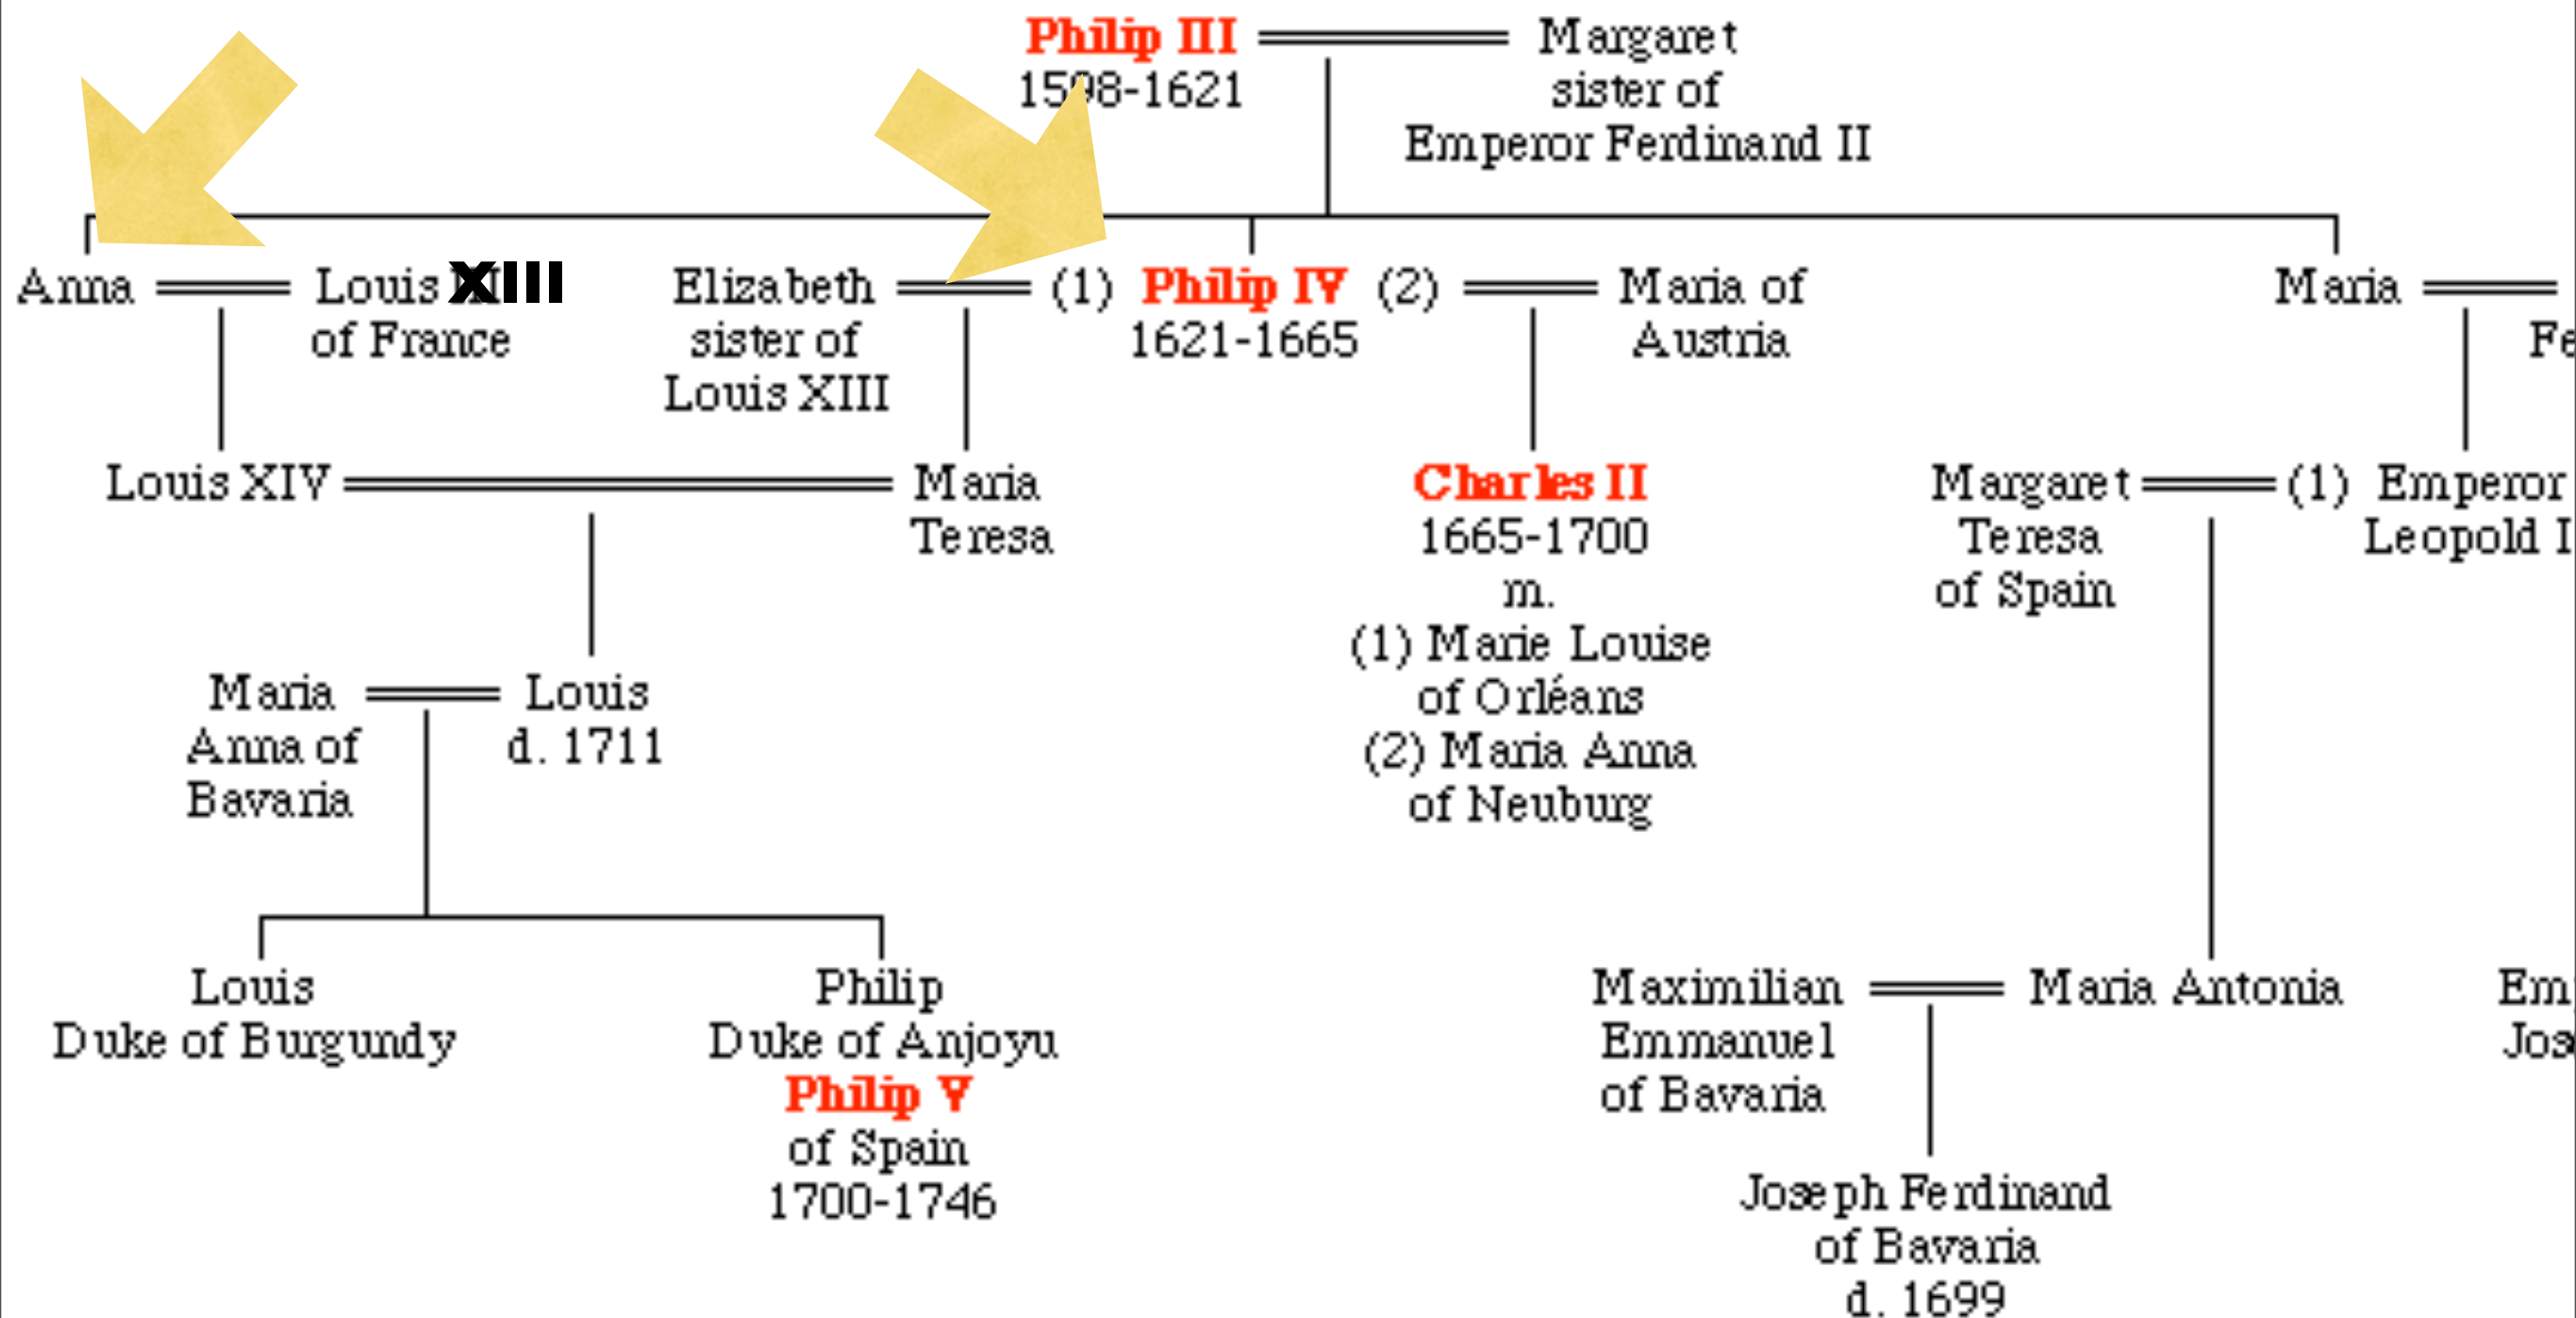 Philip III
1598-1621
Margaret
sister of
Emperor Ferdinand II
Anna
Louis XIII
of France
Elizabeth
sister of
Louis XIII
(1) Philip IV (2)
1621-1665
Maria of
Austria
Maria
Louis XIV
Maria
Teresa
Charles II
1665-1700
m.
(1) Marie Louise
of Orléans
(2) Maria Anna
of Neuburg
Margaret
Teresa
of Spain
(1) Emperor
Leopold I
Maria
Anna of
Bavaria
Louis
d. 1711
Louis
Duke of Burgundy
Philip
Duke of Anjoyu
Philip V
of Spain
1700-1746
Maximilian
Emmanuel
of Bavaria
Maria Antonia
Joseph Ferdinand
of Bavaria
d. 1699